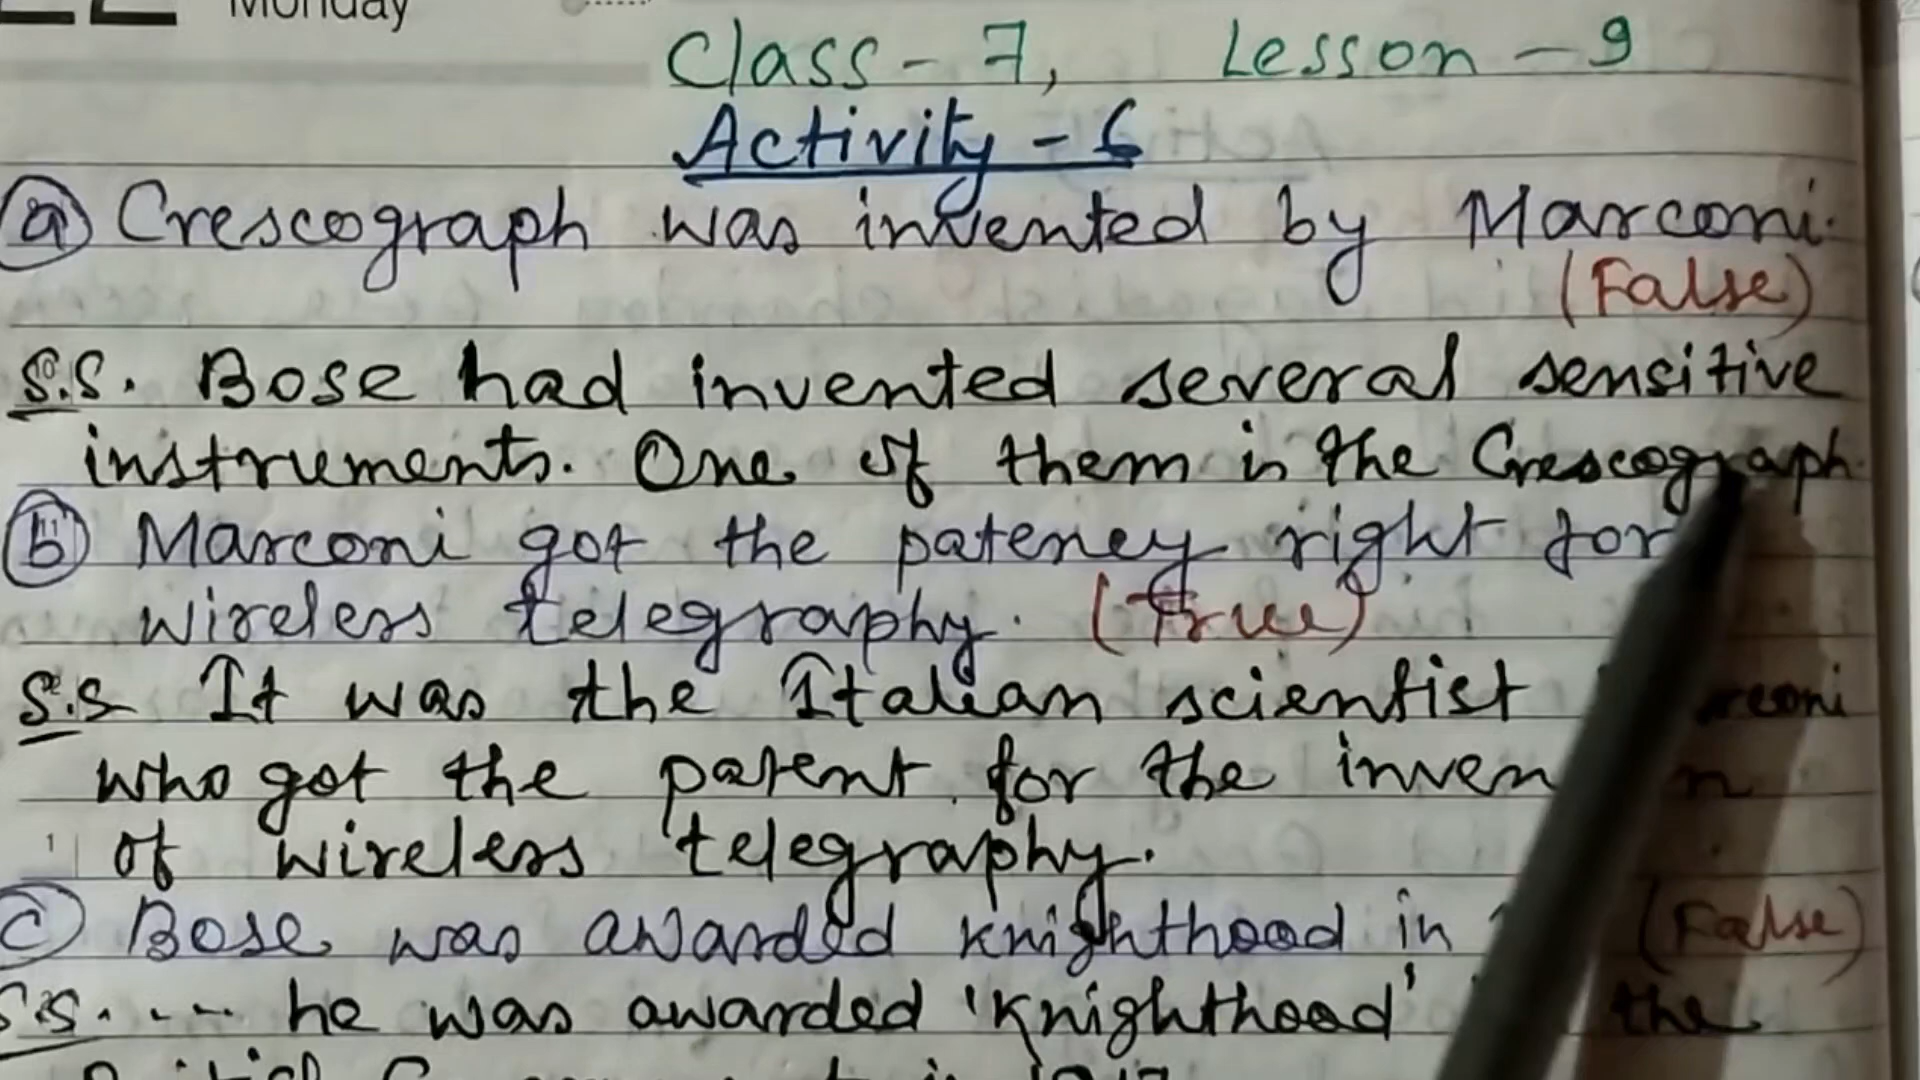 Monday
Class - 7, Lesson - 9
Activity - 6
a) Crescograph was invented by Marconi.
(False)
S.S. Bose had invented several sensitive
instruments. One of them is the Crescograph.
b) Marconi got the pateney right for
wireless telegraphy. (True)
S.S It was the Italian scientist
who got the patent for the
of wireless telegraphy.
c) Bose was awarded knighthood in (False)
S.S. .... he was awarded 'Knighthood' the